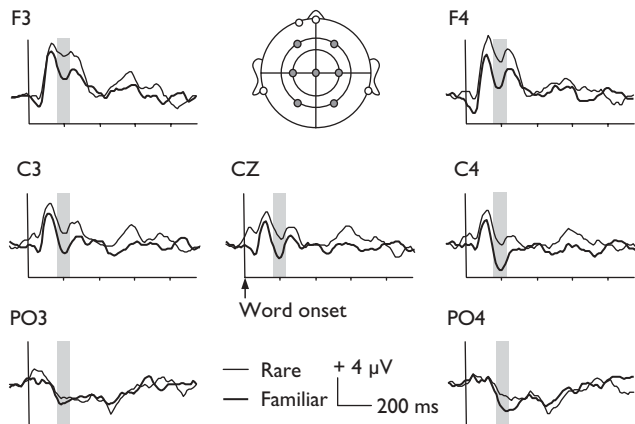 F3
F4
C3
CZ
C4
Word onset
PO3
PO4
Rare
Familiar
+ 4 µV
200 ms